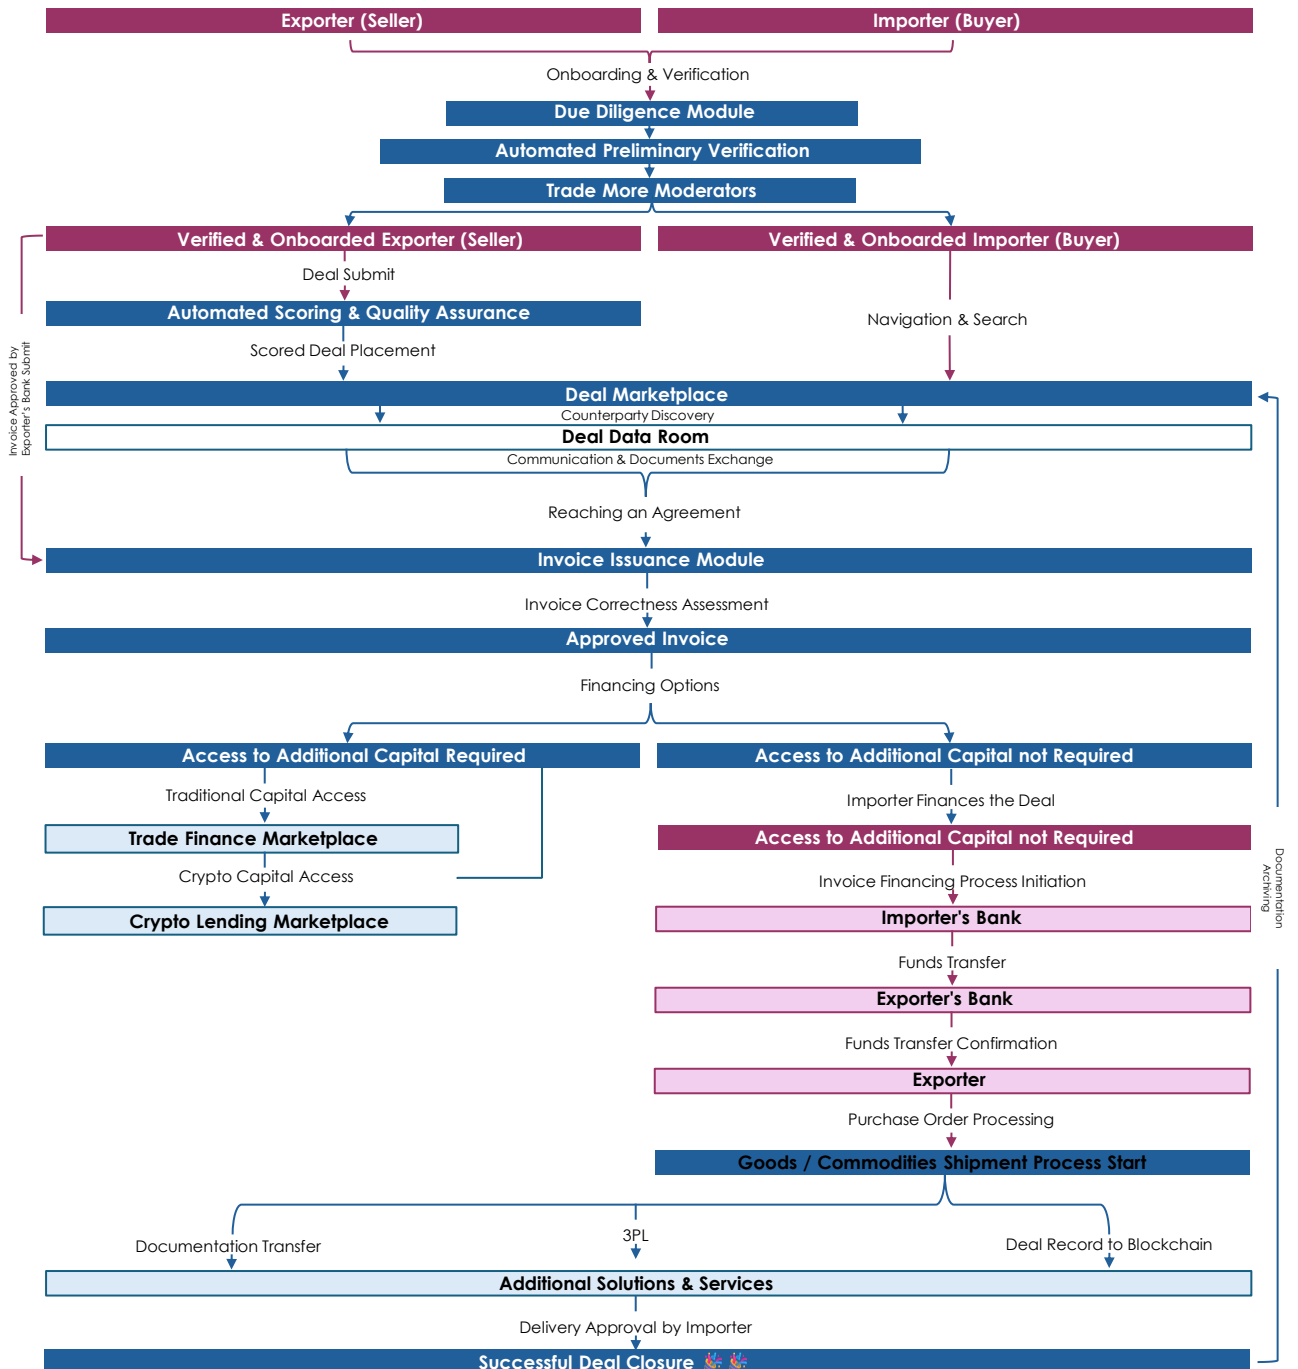 Exporter (Seller)
Importer (Buyer)
Onboarding & Verification
Due Diligence Module
Automated Preliminary Verification
Trade More Moderators
Verified & Onboarded Exporter (Seller)
Verified & Onboarded Importer (Buyer)
Deal Submit
Automated Scoring & Quality Assurance
Navigation & Search
Scored Deal Placement
Invoice Approved by
Exporter's Bank Submit
Deal Marketplace
Counterparty Discovery
Deal Data Room
Communication & Documents Exchange
Reaching an Agreement
Invoice Issuance Module
Invoice Correctness Assessment
Approved Invoice
Financing Options
Access to Additional Capital Required
Access to Additional Capital not Required
Traditional Capital Access
Importer Finances the Deal
Trade Finance Marketplace
Access to Additional Capital not Required
Crypto Capital Access
Invoice Financing Process Initiation
Documentation
Archiving
Crypto Lending Marketplace
Importer's Bank
Funds Transfer
Exporter's Bank
Funds Transfer Confirmation
Exporter
Purchase Order Processing
Goods / Commodities Shipment Process Start
Documentation Transfer
3PL
Deal Record to Blockchain
Additional Solutions & Services
Delivery Approval by Importer
Successful Deal Closure 🎉 🎉